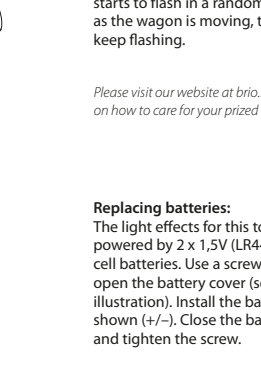 starts to flash in a random
as the wagon is moving, t
keep flashing.
Please visit our website at brio.
on how to care for your prized
Replacing batteries:
The light effects for this to
powered by 2 x 1,5V (LR44
cell batteries. Use a screw
open the battery cover (se
illustration). Install the ba
shown (+/–). Close the ba
and tighten the screw.